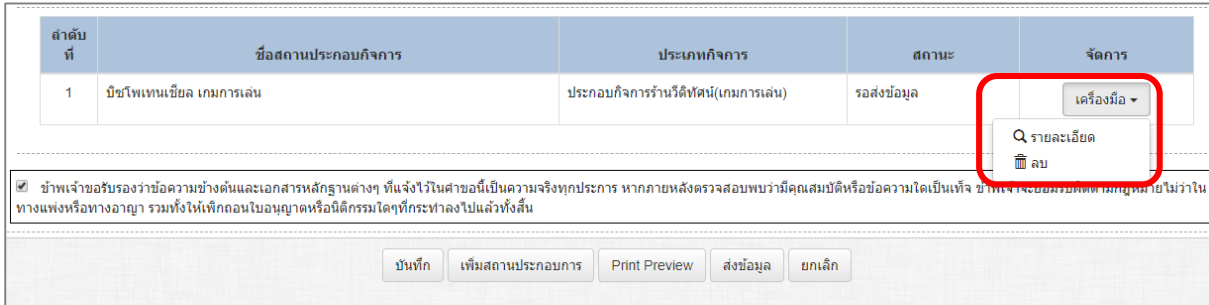 ลำดับ
ที่
ชื่อสถานประกอบกิจการ
ประเภทกิจการ
สถานะ
จัดการ
1
บิซโพเทนเชียล เกมการเล่น
ประกอบกิจการร้านวีดิทัศน์(เกมการเล่น)
รอส่งข้อมูล
เครื่องมือ
รายละเอียด
ลบ
ข้าพเจ้าขอรับรองว่าข้อความข้างต้นและเอกสารหลักฐานต่างๆ ที่แจ้งไว้ในคำขอนี้เป็นความจริงทุกประการ หากภายหลังตรวจสอบพบว่ามีคุณสมบัติหรือข้อความใดเป็นเท็จ ข้าพเจ้าจะยอมรับผิดตามกฎหมายไม่ว่าใน
ทางแพ่งหรือทางอาญา รวมทั้งให้เพิกถอนใบอนุญาตหรือนิติกรรมใดๆที่กระทำลงไปแล้วทั้งสิ้น
บันทึก
เพิ่มสถานประกอบการ
Print Preview
ส่งข้อมูล
ยกเลิก